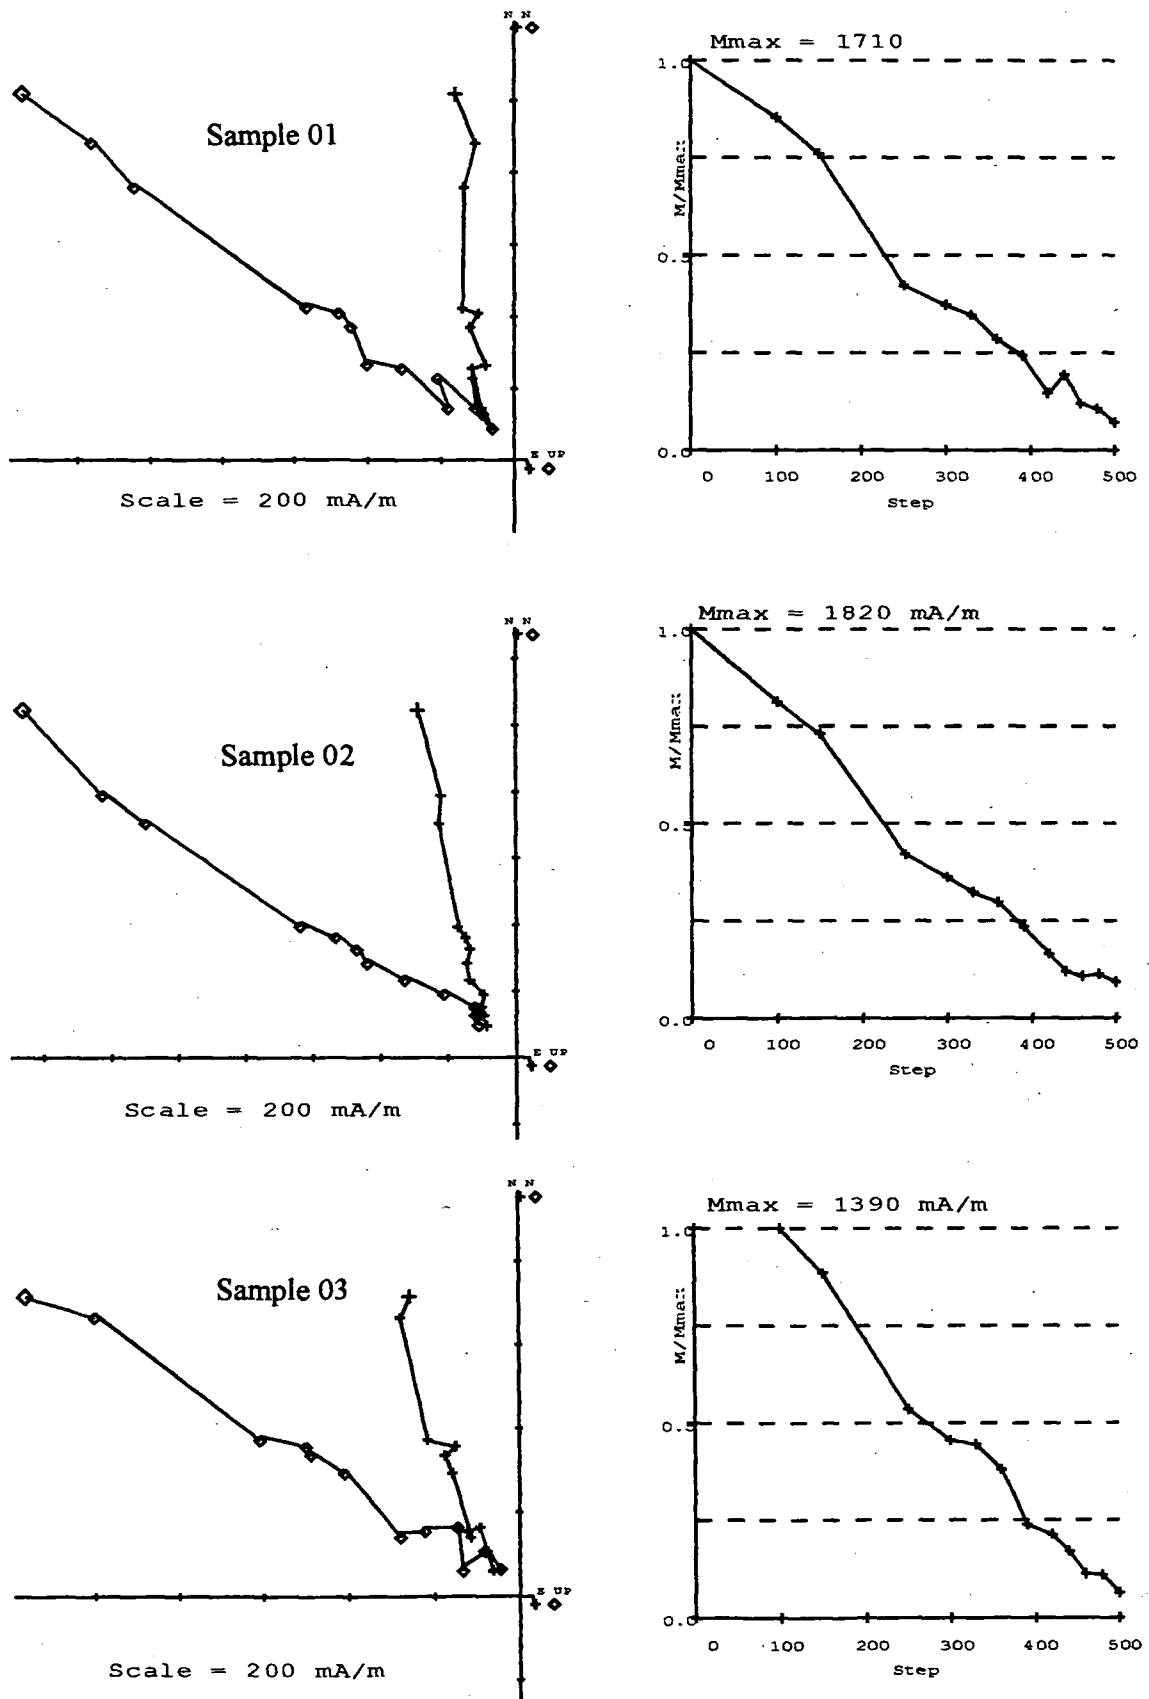 N N
Sample 01
E UP
Scale = 200 mA/m
Mmax = 1710
1.0
M/Mmax
0.5
0.0
0 100 200 300 400 500
Step
N N
Sample 02
E UP
Scale = 200 mA/m
Mmax = 1820 mA/m
1.0
M/Mmax
0.5
0.0
0 100 200 300 400 500
Step
N N
Sample 03
E UP
Scale = 200 mA/m
Mmax = 1390 mA/m
1.0
M/Mmax
0.5
0.0
0 100 200 300 400 500
Step